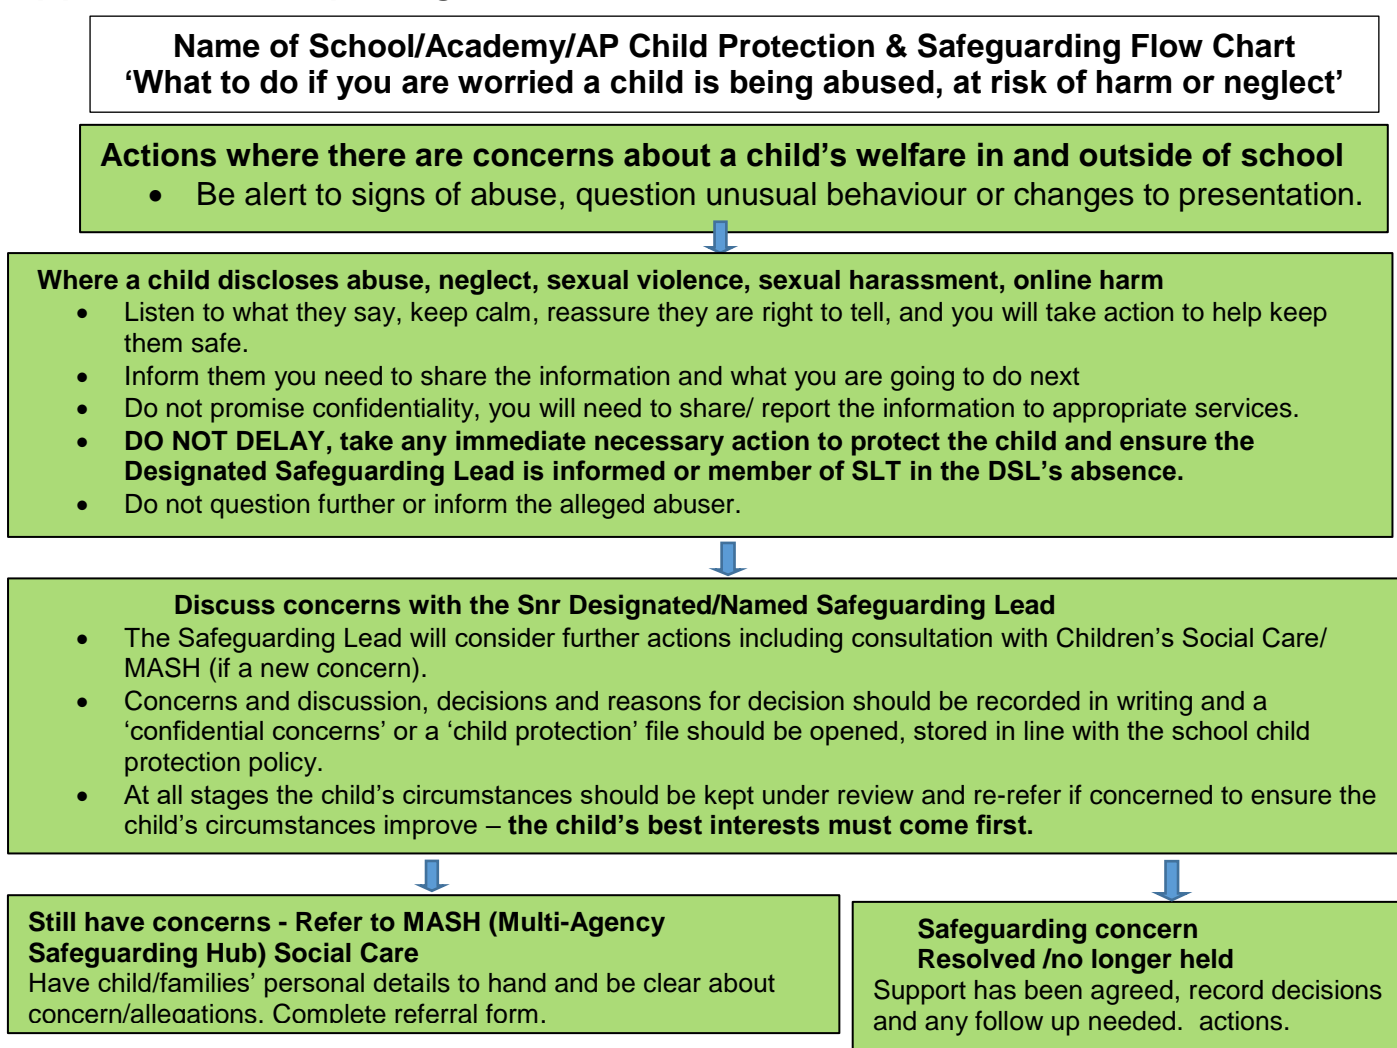 Name of School/Academy/AP Child Protection & Safeguarding Flow Chart
‘What to do if you are worried a child is being abused, at risk of harm or neglect’
Actions where there are concerns about a child’s welfare in and outside of school
• Be alert to signs of abuse, question unusual behaviour or changes to presentation.
Where a child discloses abuse, neglect, sexual violence, sexual harassment, online harm
• Listen to what they say, keep calm, reassure they are right to tell, and you will take action to help keep
them safe.
• Inform them you need to share the information and what you are going to do next
• Do not promise confidentiality, you will need to share/ report the information to appropriate services.
• DO NOT DELAY, take any immediate necessary action to protect the child and ensure the
Designated Safeguarding Lead is informed or member of SLT in the DSL’s absence.
• Do not question further or inform the alleged abuser.
Discuss concerns with the Snr Designated/Named Safeguarding Lead
• The Safeguarding Lead will consider further actions including consultation with Children’s Social Care/
MASH (if a new concern).
• Concerns and discussion, decisions and reasons for decision should be recorded in writing and a
‘confidential concerns’ or a ‘child protection’ file should be opened, stored in line with the school child
protection policy.
• At all stages the child’s circumstances should be kept under review and re-refer if concerned to ensure the
child’s circumstances improve – the child’s best interests must come first.
Still have concerns - Refer to MASH (Multi-Agency
Safeguarding Hub) Social Care
Have child/families’ personal details to hand and be clear about
concern/allegations. Complete referral form.
Safeguarding concern
Resolved /no longer held
Support has been agreed, record decisions
and any follow up needed. actions.